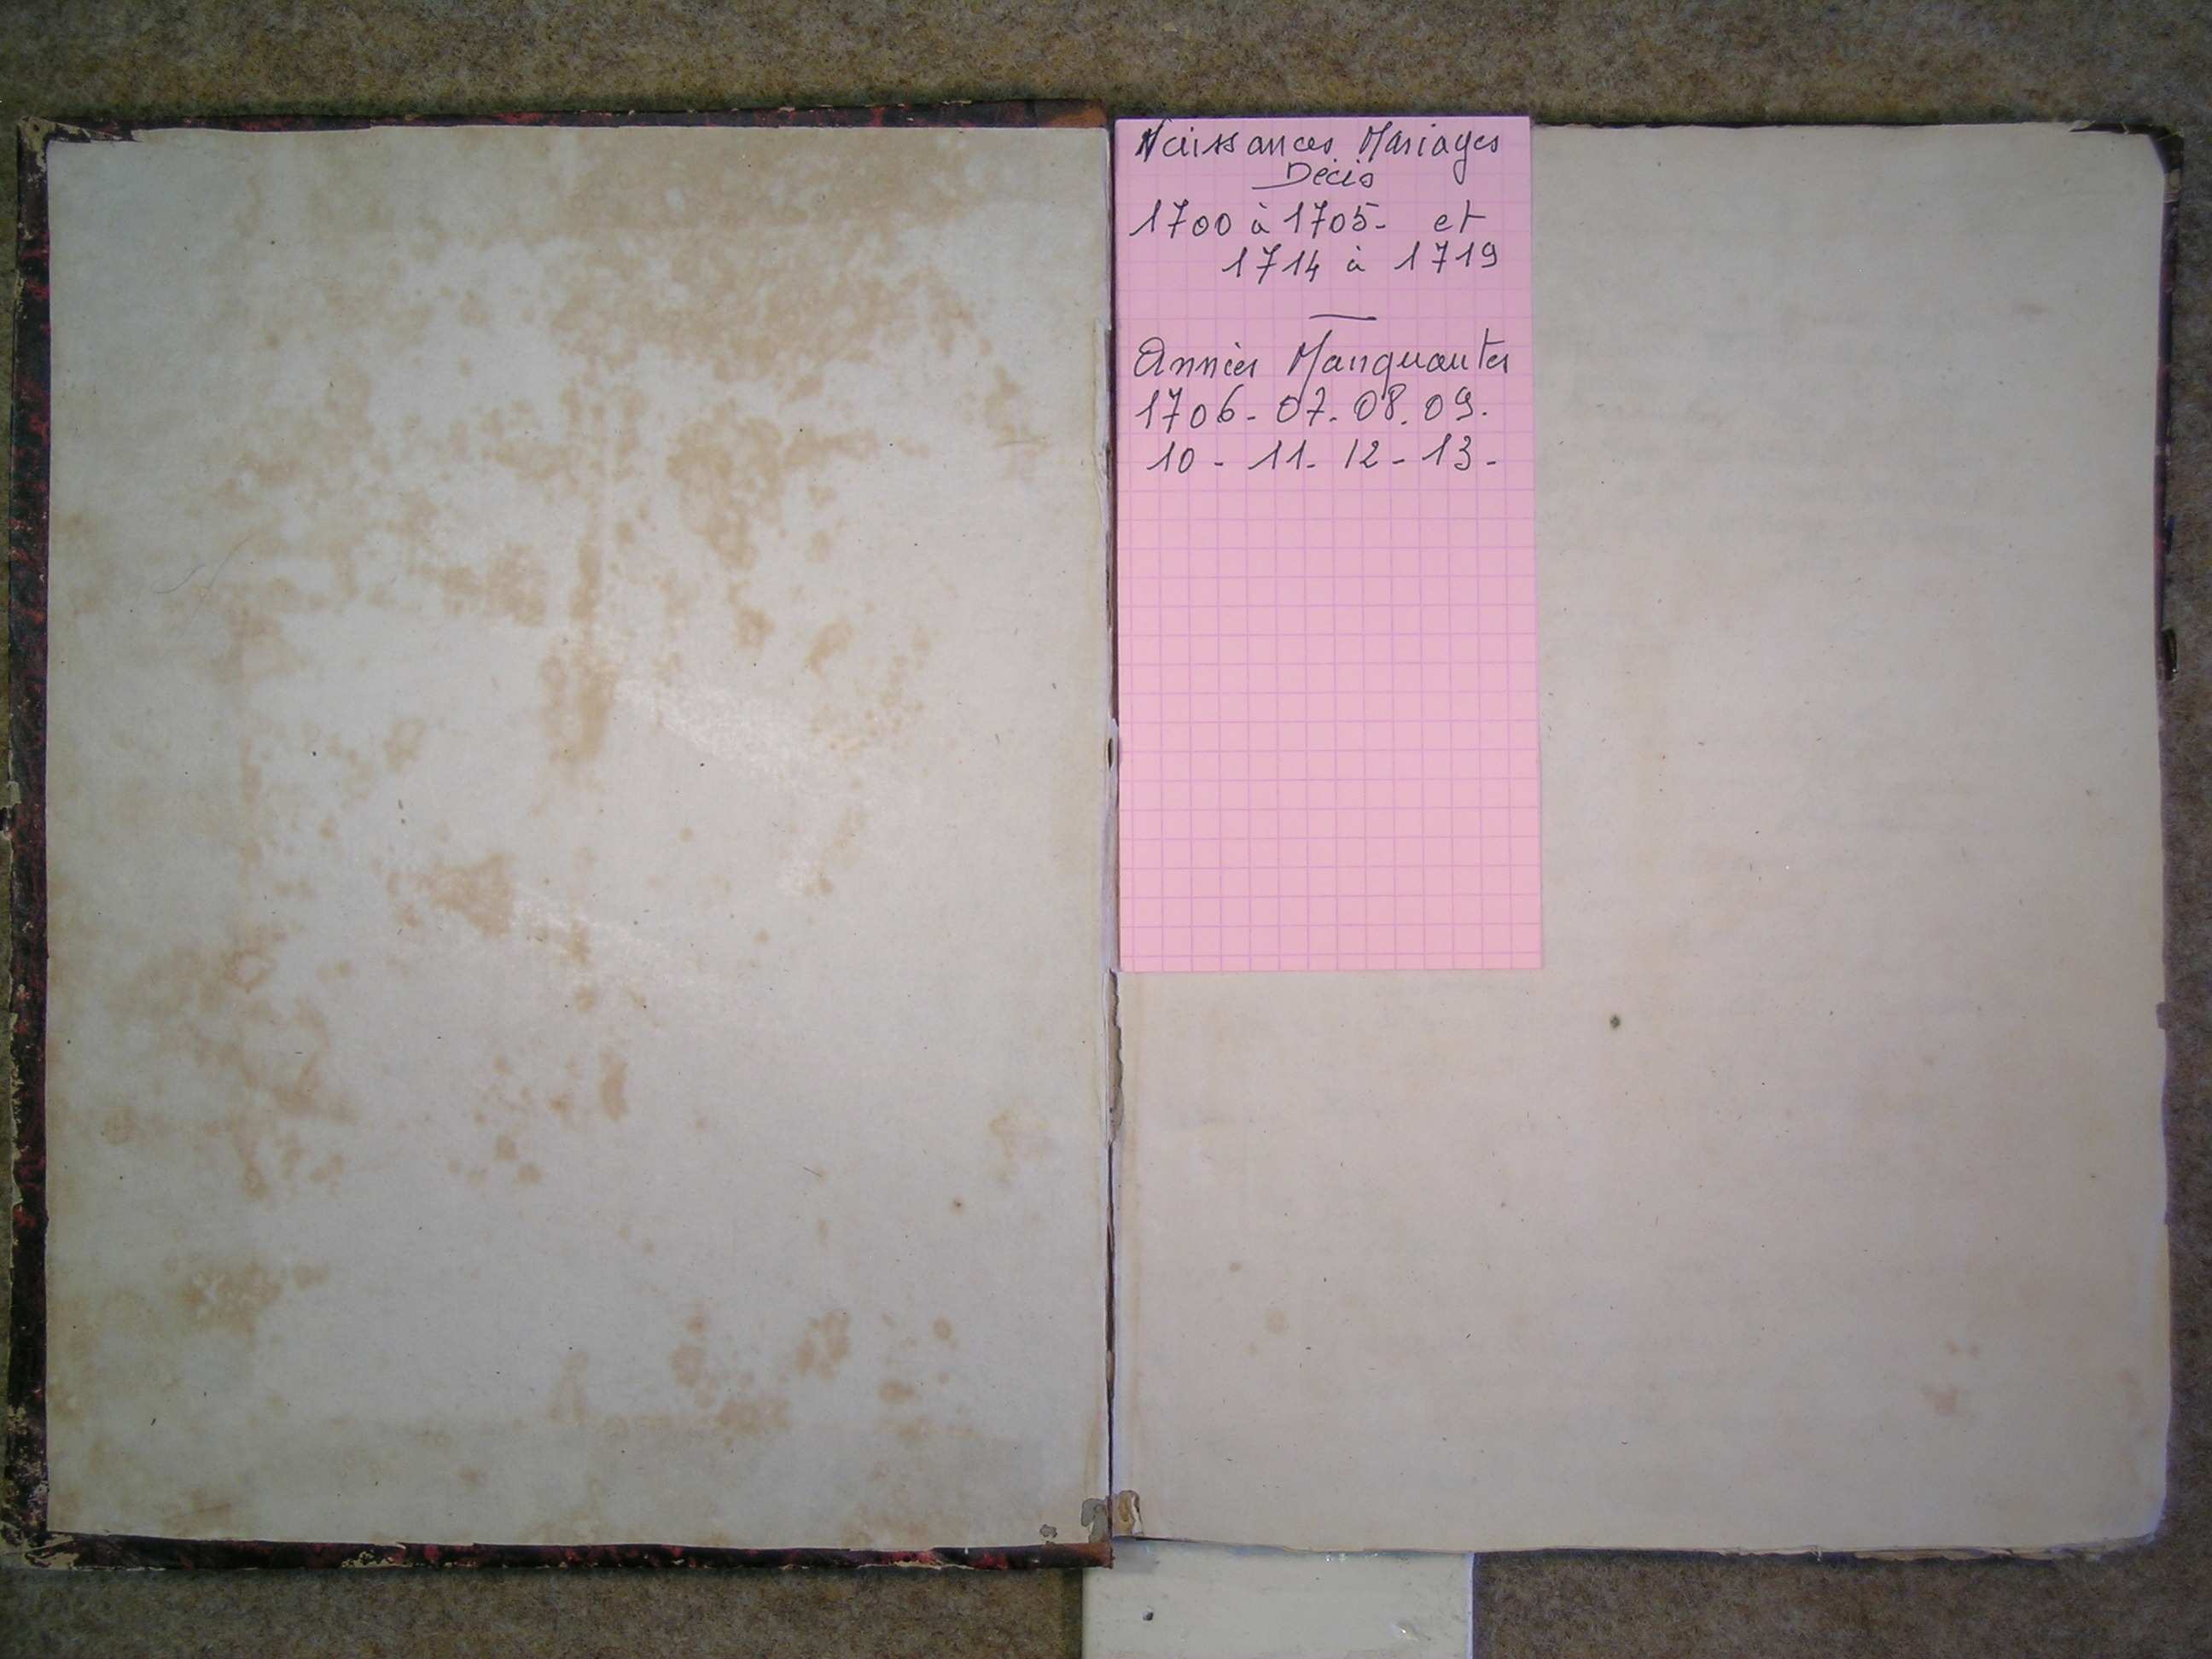 Naissances Mariages
Décès
1700 à 1705- et
1714 à 1719
Années Manquantes
1706- 07- 08. 09.
10 - 11- 12 - 13-